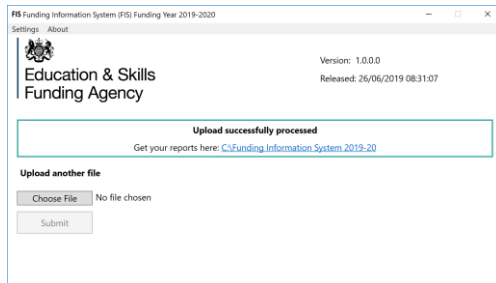 FIS Funding Information System (FIS) Funding Year 2019-2020
Settings About
Education & Skills
Funding Agency
Version: 1.0.0.0
Released: 26/06/2019 08:31:07
Upload successfully processed
Get your reports here: C:\Funding Information System 2019-20
Upload another file
Choose File No file chosen
Submit